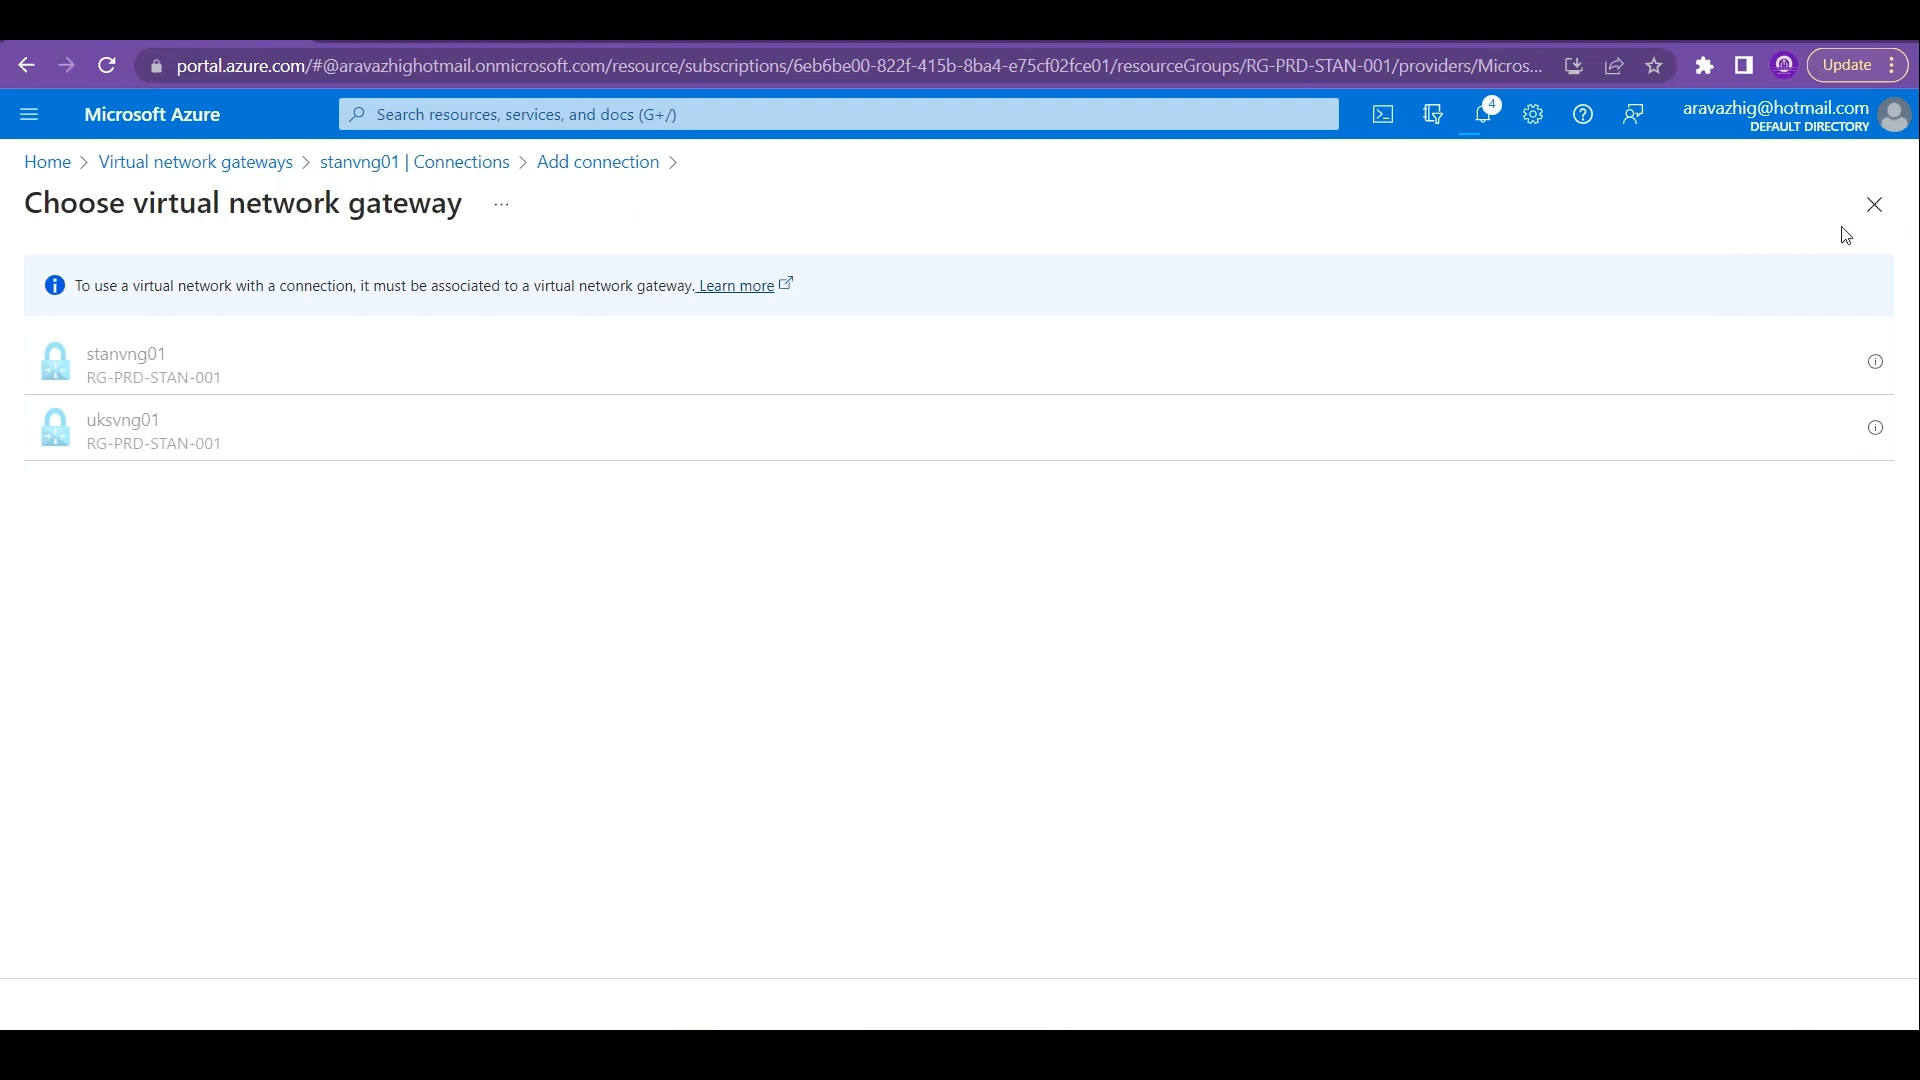 portal.azure.com/#@aravazhighotmail.onmicrosoft.com/resource/subscriptions/6eb6be00-822f-415b-8ba4-e75cf02fce01/resourceGroups/RG-PRD-STAN-001/providers/Micros...
Update
Microsoft Azure
Search resources, services, and docs (G+/)
4
aravazhig@hotmail.com
DEFAULT DIRECTORY
Home > Virtual network gateways > stanvng01 | Connections > Add connection >
Choose virtual network gateway ...
To use a virtual network with a connection, it must be associated to a virtual network gateway. Learn more
stanvng01
RG-PRD-STAN-001
uksvng01
RG-PRD-STAN-001